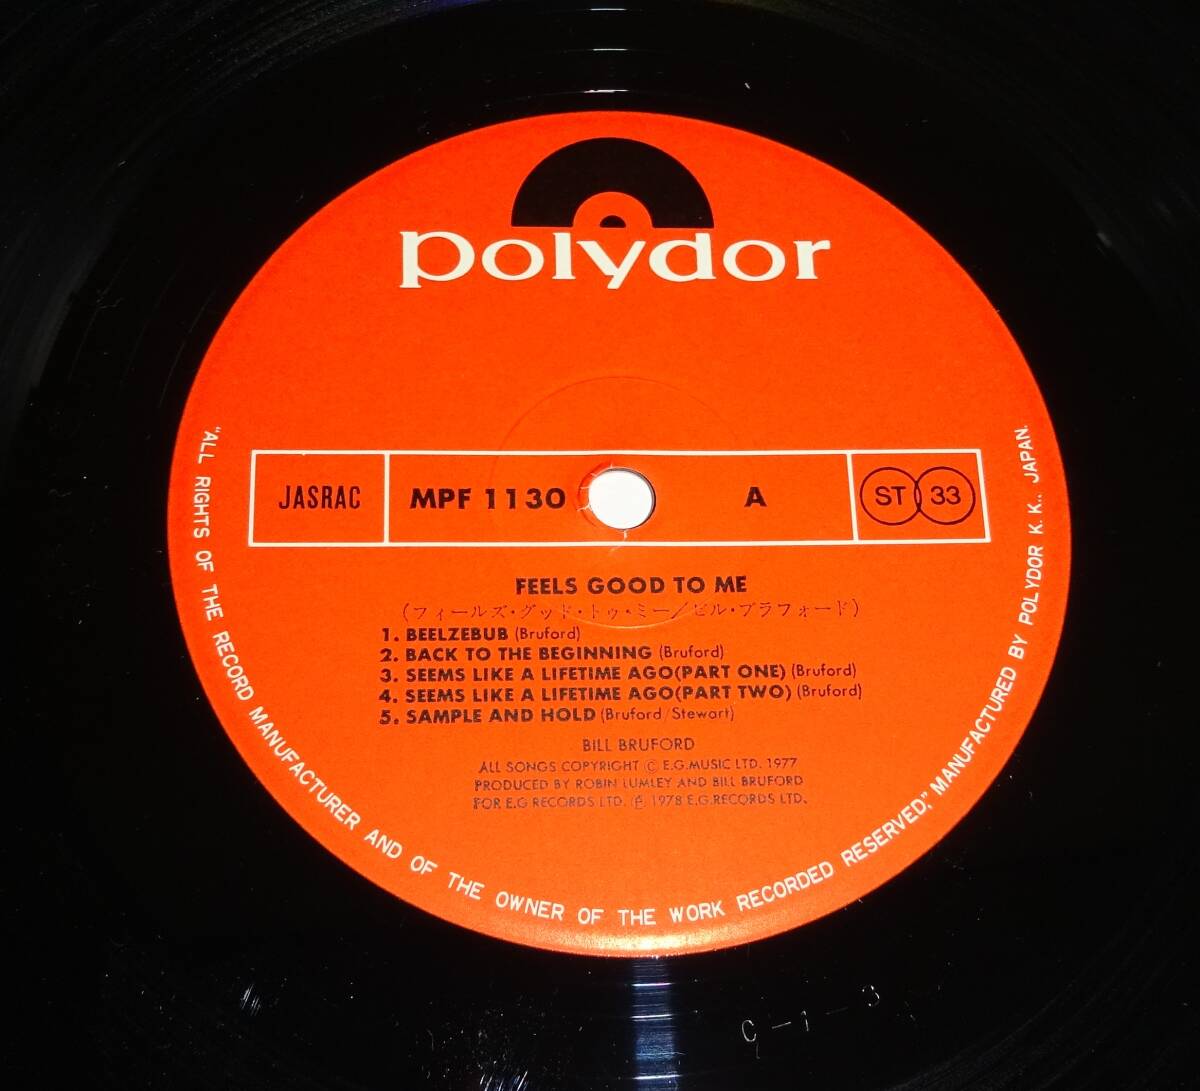 polydor
JASRAC MPF 1130 A ST 33
FEELS GOOD TO ME
(フィールズ・グッド・トゥ・ミー/ビル・ブラフォード)
1. BEELZEBUB (Bruford)
2. BACK TO THE BEGINNING (Bruford)
3. SEEMS LIKE A LIFETIME AGO(PART ONE) (Bruford)
4. SEEMS LIKE A LIFETIME AGO(PART TWO) (Bruford)
5. SAMPLE AND HOLD (Bruford/Stewart)
BILL BRUFORD
ALL SONGS COPYRIGHT © E.G.MUSIC LTD. 1977
PRODUCED BY ROBIN LUMLEY AND BILL BRUFORD
FOR E.G RECORDS LTD. ℗ 1978 E.G.RECORDS LTD.
"ALL RIGHTS OF THE RECORD MANUFACTURER AND OF THE OWNER OF THE WORK RECORDED RESERVED," MANUFACTURED BY POLYDOR K.K., JAPAN.